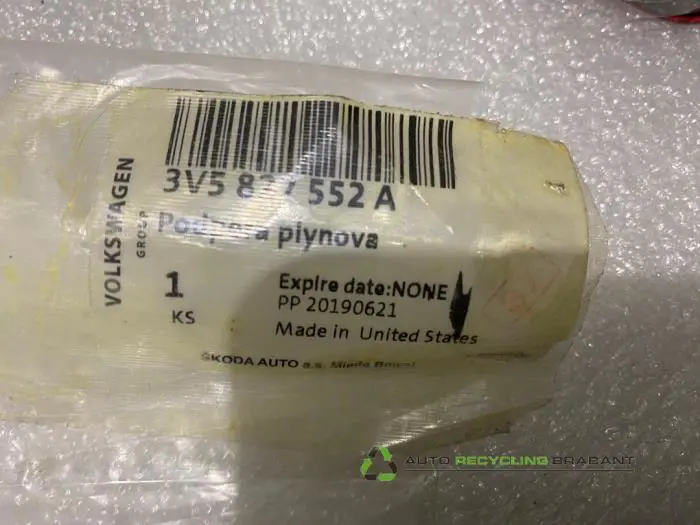 3V5 827 552 A
Podpera plynova
VOLKSWAGEN
GROUP
1
KS
Expire date:NONE
PP 20190621
Made in United States
ŠKODA AUTO a.s. Mlada
AUTO RECYCLING BRABANT